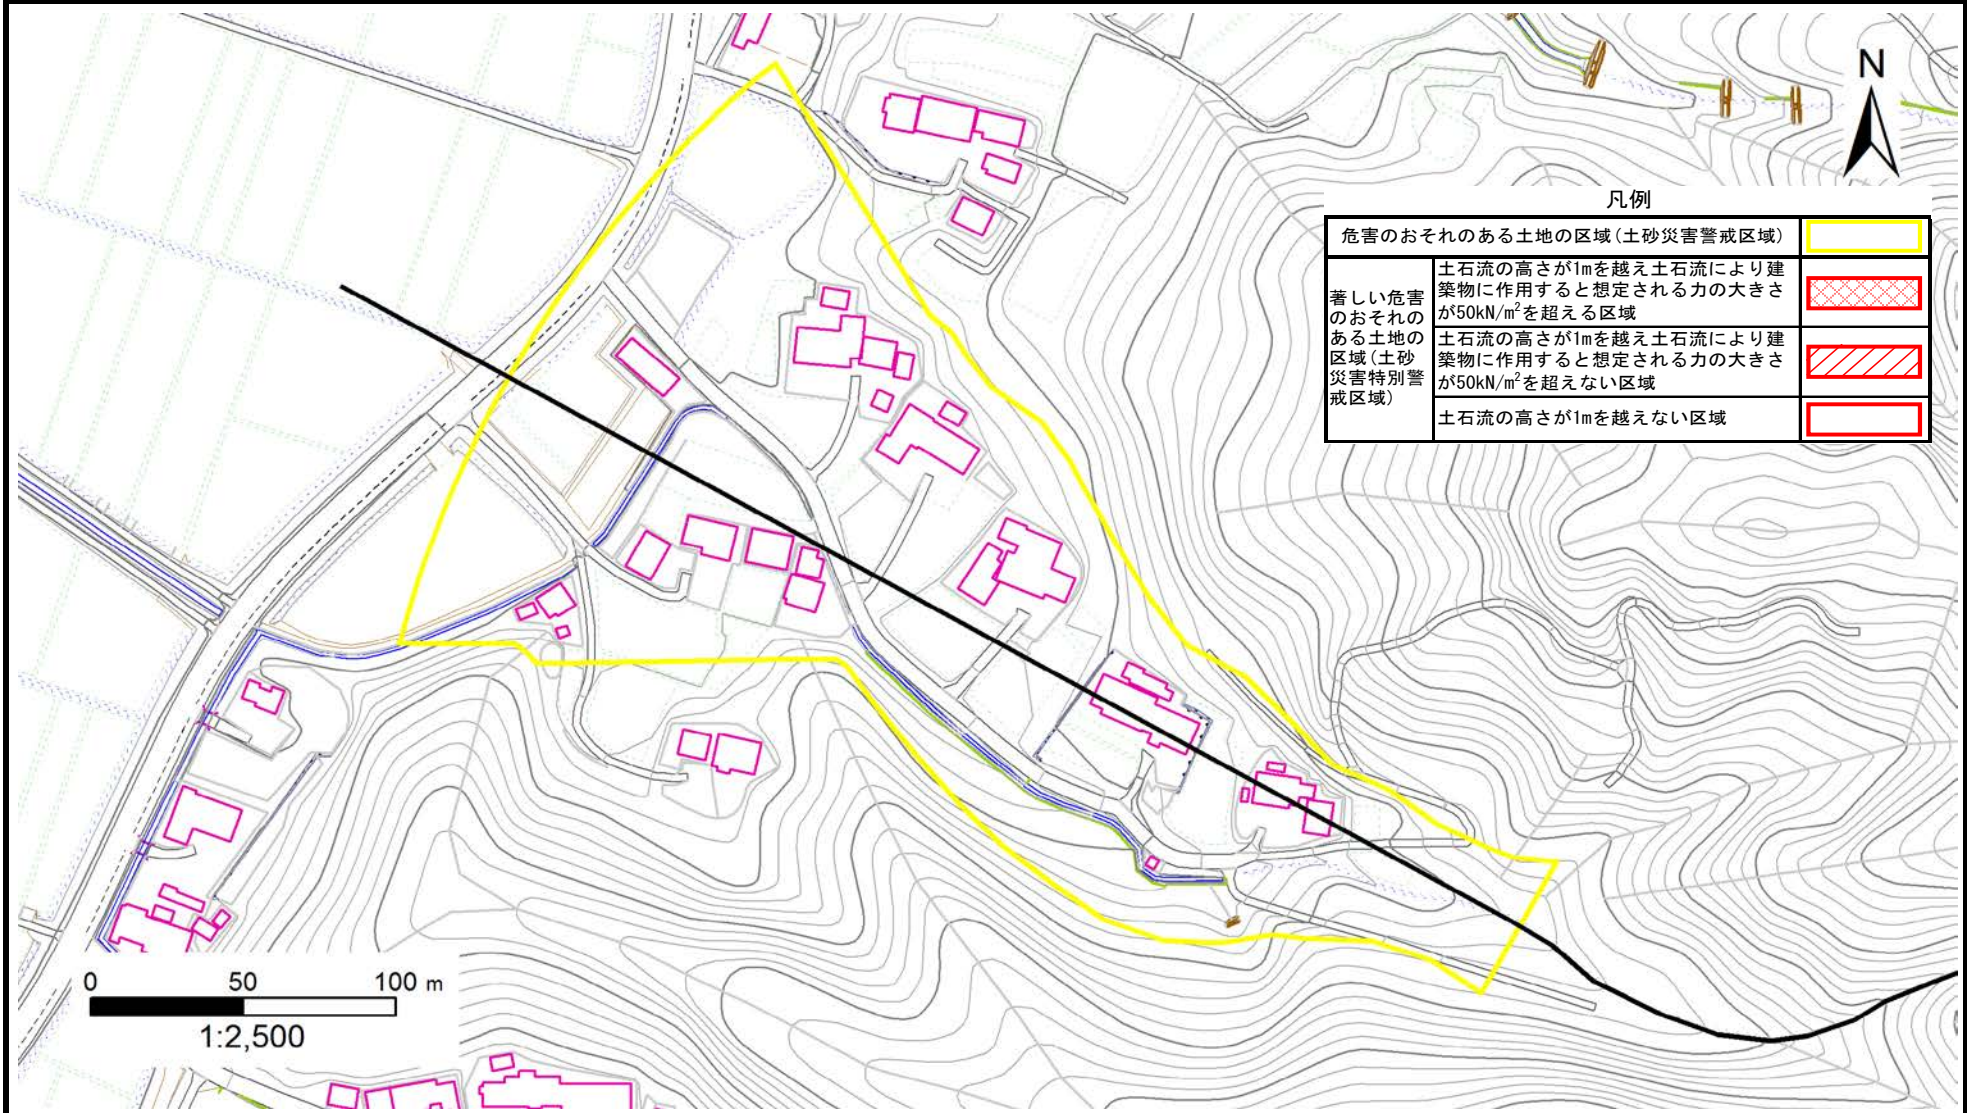 N
凡例
危害のおそれのある土地の区域(土砂災害警戒区域)
著しい危害
のおそれの
ある土地の
区域(土砂
災害特別警
戒区域)
土石流の高さが1mを越え土石流により建
築物に作用すると想定される力の大きさ
が50kN/m²を超える区域
土石流の高さが1mを越え土石流により建
築物に作用すると想定される力の大きさ
が50kN/m²を超えない区域
土石流の高さが1mを越えない区域
0 50 100 m
1:2,500